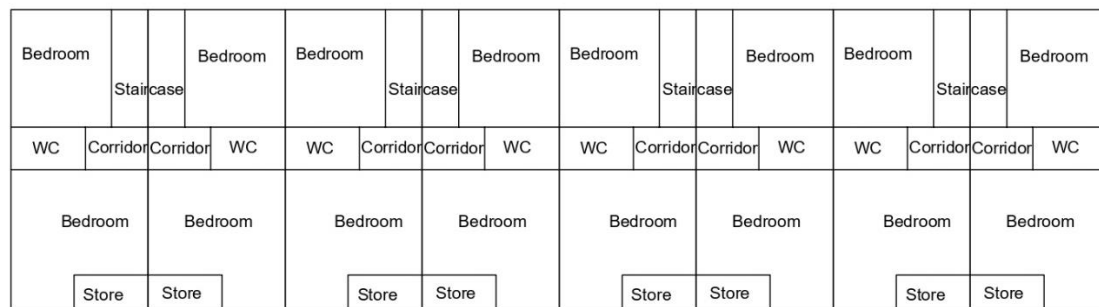 Bedroom Bedroom Bedroom Bedroom Bedroom Bedroom Bedroom Bedroom
Staircase Staircase Staircase Staircase
WC Corridor Corridor WC WC Corridor Corridor WC WC Corridor Corridor WC WC Corridor Corridor WC
Bedroom Bedroom Bedroom Bedroom Bedroom Bedroom Bedroom Bedroom
Store Store Store Store Store Store Store Store